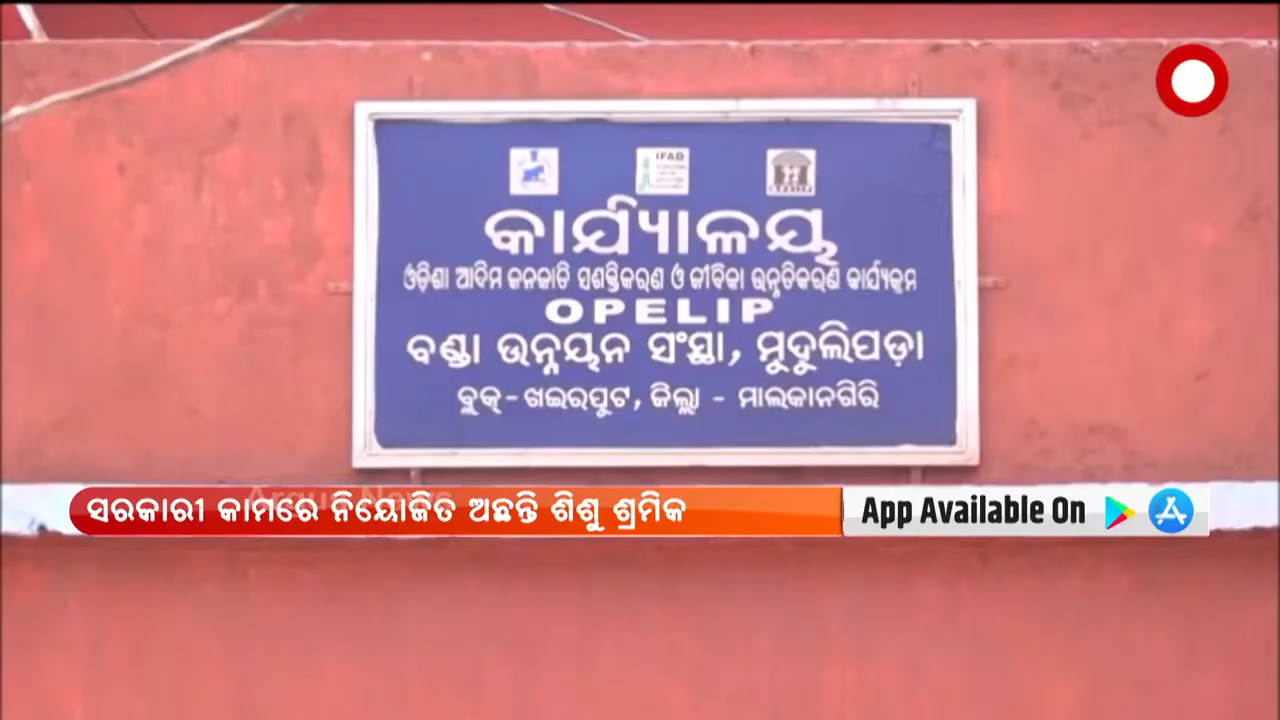 IFAD
କାର୍ଯ୍ୟାଳୟ
ଓଡ଼ିଶା ଆଦିମ ଜନଜାତି ସଶକ୍ତିକରଣ ଓ ଜୀବିକା ଉନ୍ନତିକରଣ କାର୍ଯ୍ୟକ୍ରମ
OPELIP
ବଣ୍ଡା ଉନ୍ନୟନ ସଂସ୍ଥା, ମୁଦୁଲିପଡ଼ା
ବ୍ଲକ୍ - ଖଇରପୁଟ, ଜିଲ୍ଲା - ମାଲକାନଗିରି
ସରକାରୀ କାମରେ ନିୟୋଜିତ ଅଛନ୍ତି ଶିଶୁ ଶ୍ରମିକ
App Available On